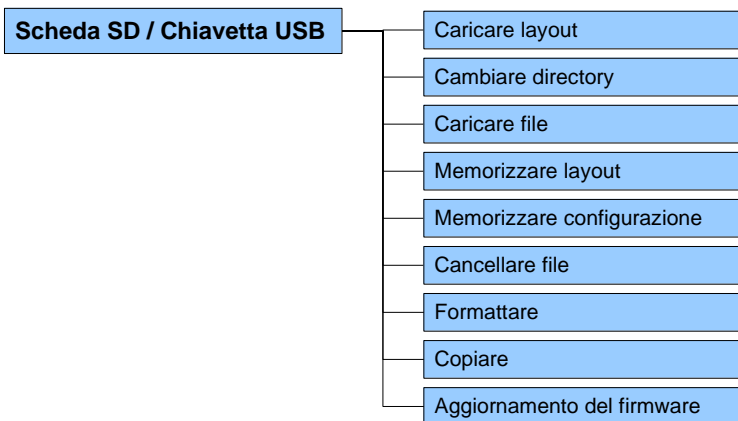 Scheda SD / Chiavetta USB
Caricare layout
Cambiare directory
Caricare file
Memorizzare layout
Memorizzare configurazione
Cancellare file
Formattare
Copiare
Aggiornamento del firmware